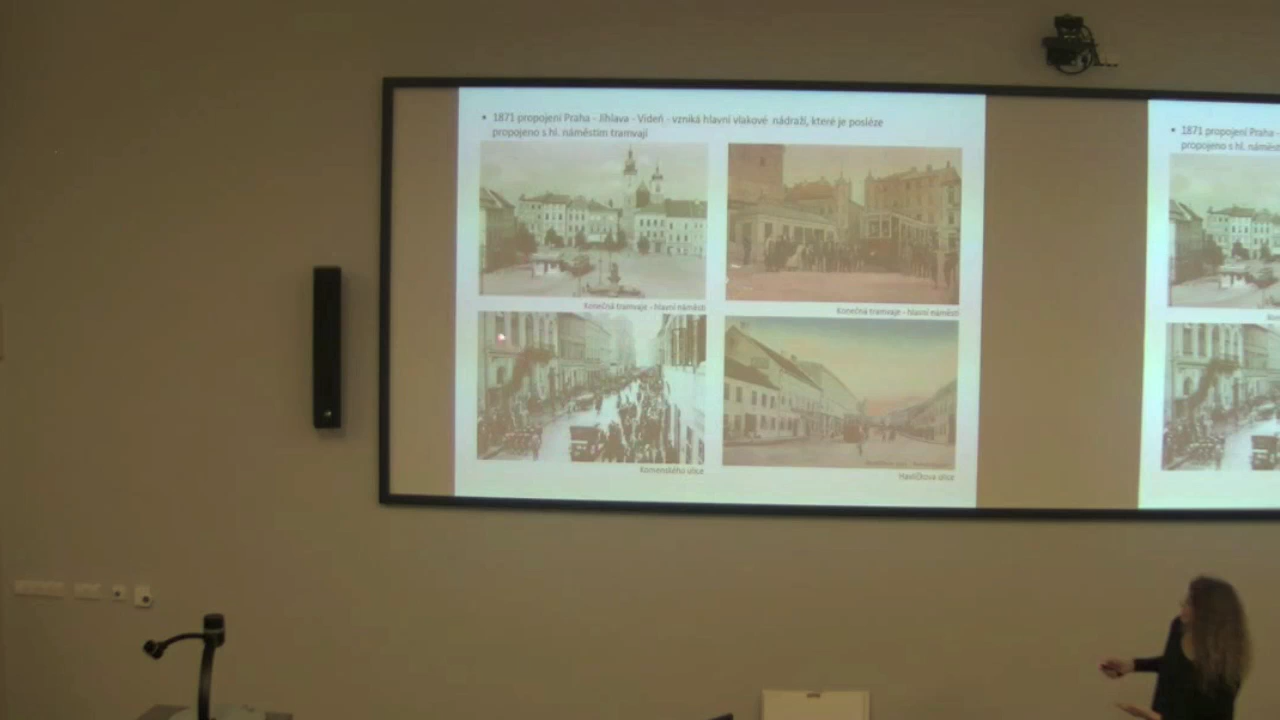 • 1871 propojení Praha - Jihlava - Vídeň - vzniká hlavní vlakové nádraží, které je posléze
propojeno s hl. náměstím tramvají
Konečná tramvaje - hlavní náměstí
Konečná tramvaje - hlavní náměstí
Komenského ulice
Havlíčkova ulice
• 1871 propojení Praha
propojeno s hl. náměst